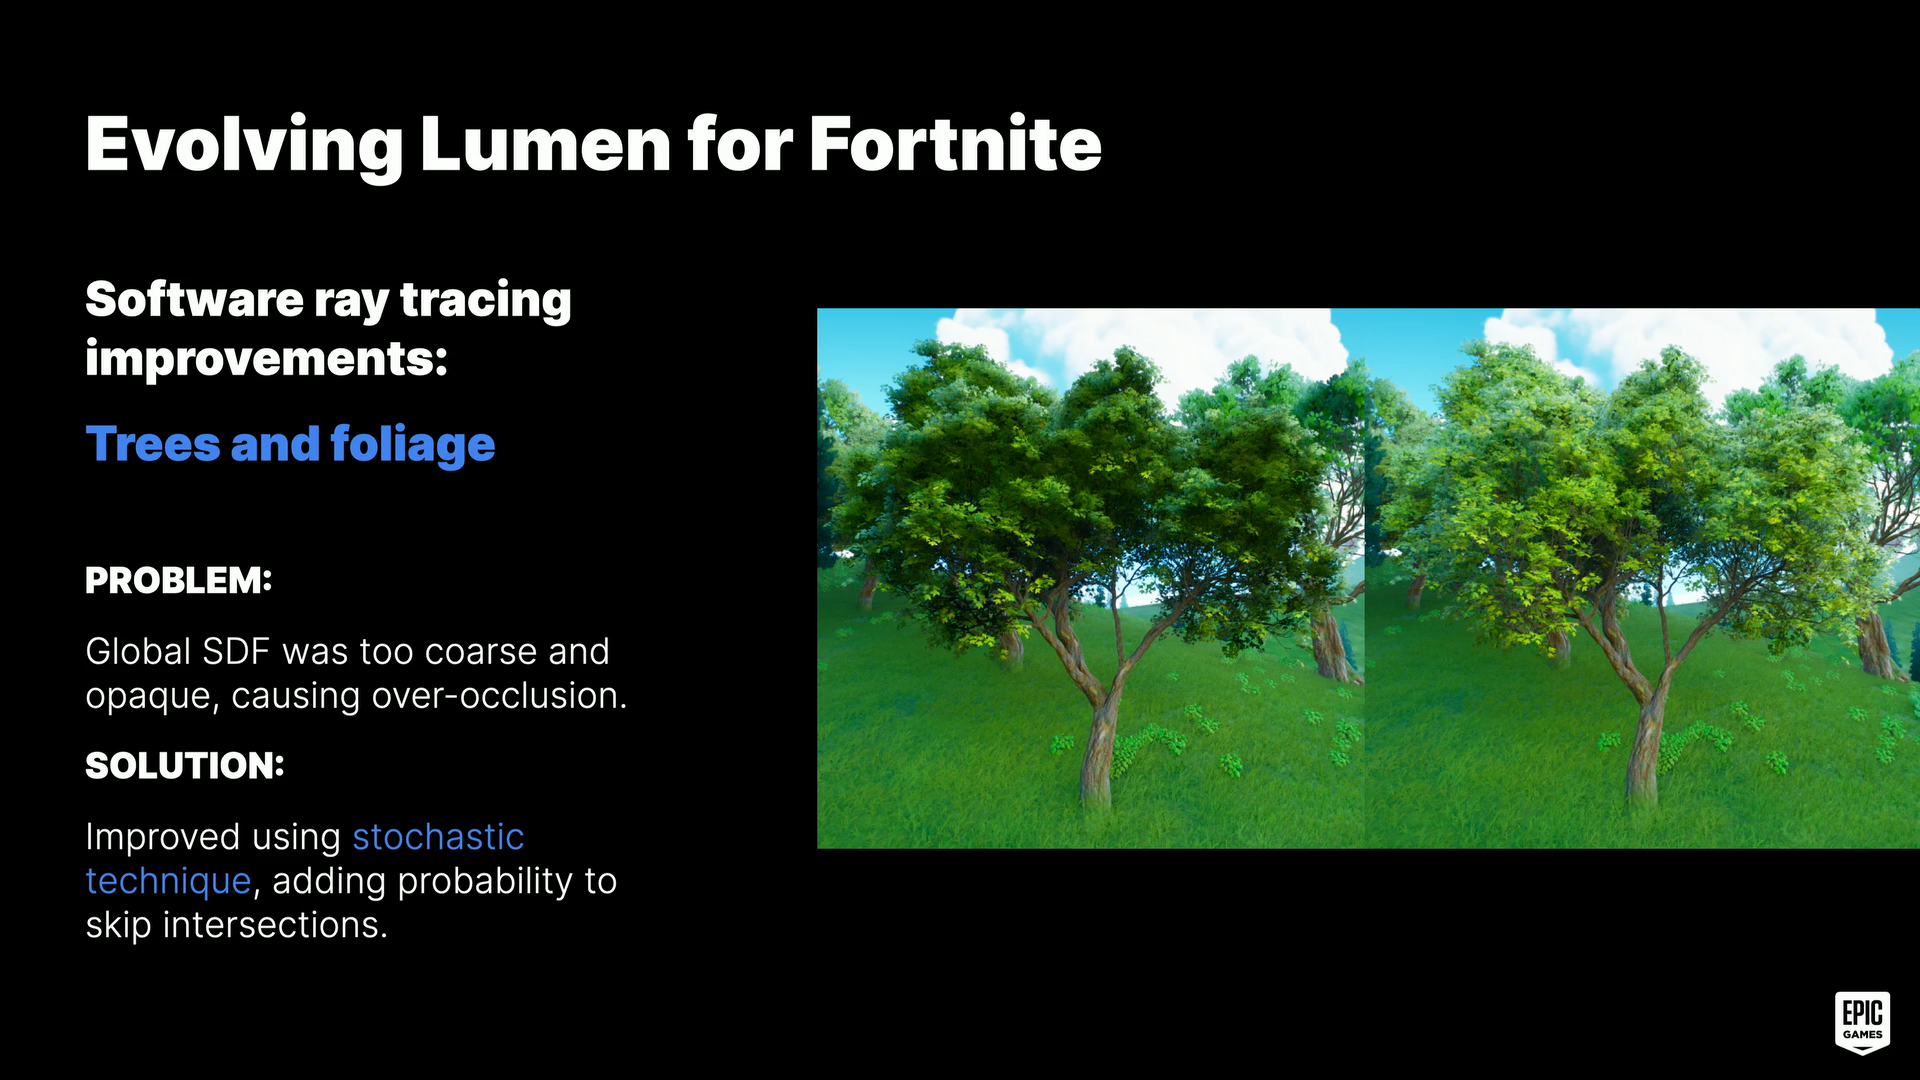 Evolving Lumen for Fortnite
Software ray tracing
improvements:
Trees and foliage
PROBLEM:
Global SDF was too coarse and
opaque, causing over-occlusion.
SOLUTION:
Improved using stochastic
technique, adding probability to
skip intersections.
EPIC
GAMES